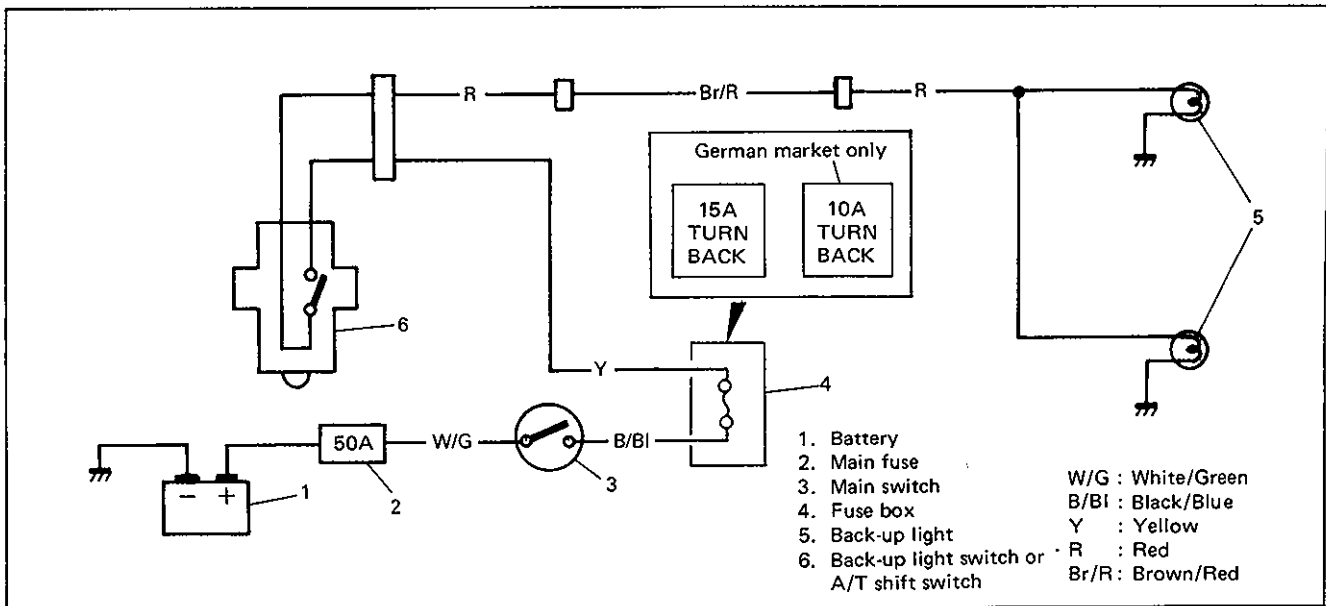 R
Br/R
R
German market only
15A
TURN
BACK
10A
TURN
BACK
5
6
Y
4
50A
W/G
B/Bl
− +
1
2
3
1. Battery
2. Main fuse
3. Main switch
4. Fuse box
5. Back-up light
6. Back-up light switch or
A/T shift switch
W/G : White/Green
B/Bl : Black/Blue
Y : Yellow
R : Red
Br/R : Brown/Red